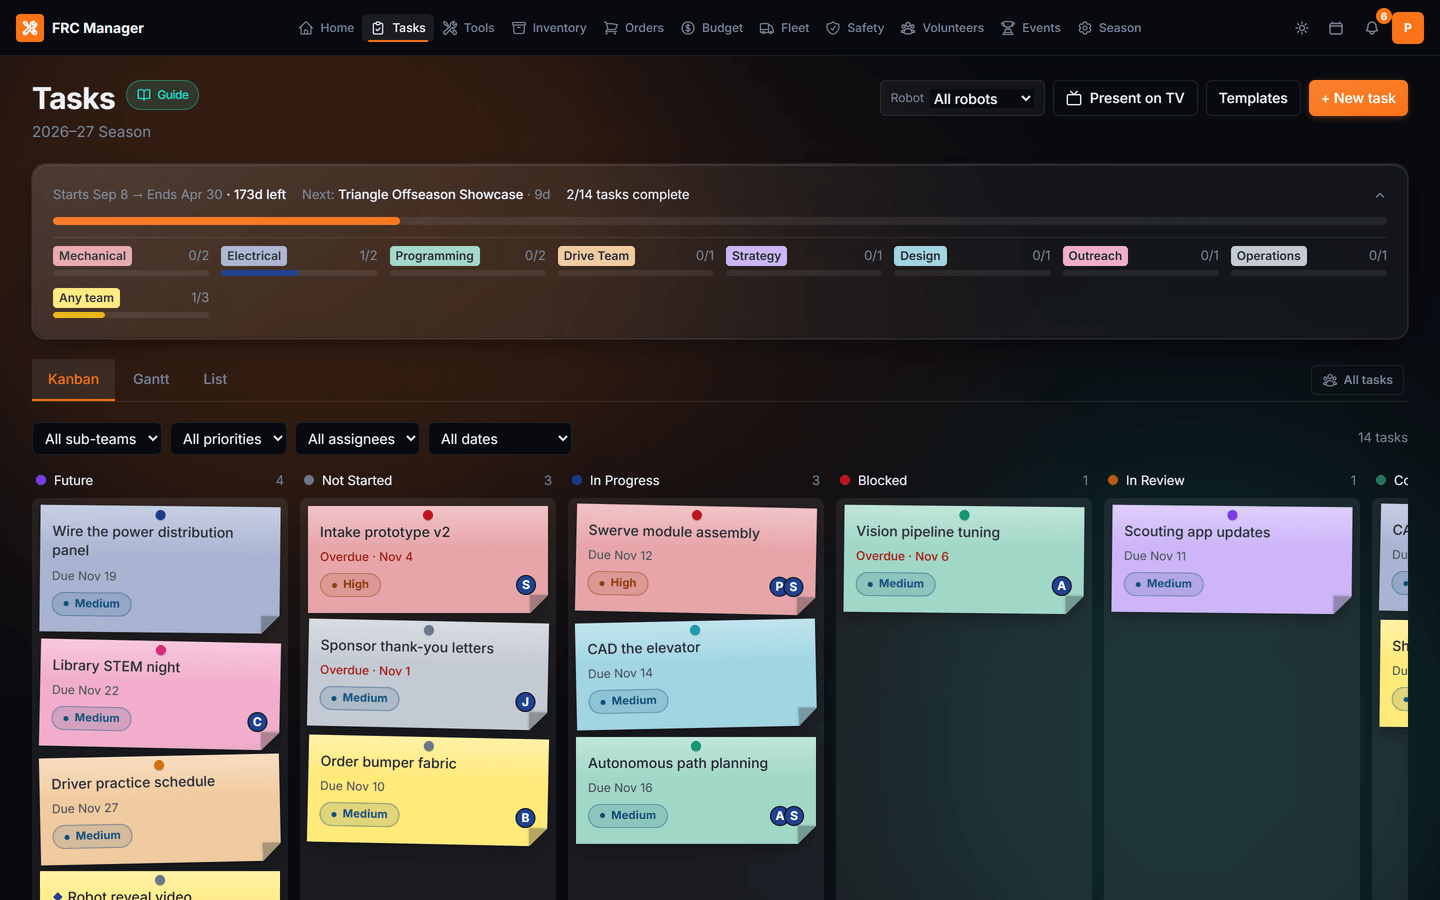 FRC Manager
Home
Tasks
Tools
Inventory
Orders
Budget
Fleet
Safety
Volunteers
Events
Season
6
P
Tasks
Guide
2026–27 Season
Robot All robots
Present on TV
Templates
+ New task
Starts Sep 8 → Ends Apr 30 · 173d left
Next: Triangle Offseason Showcase · 9d
2/14 tasks complete
Mechanical 0/2
Electrical 1/2
Programming 0/2
Drive Team 0/1
Strategy 0/1
Design 0/1
Outreach 0/1
Operations 0/1
Any team 1/3
Kanban
Gantt
List
All tasks
All sub-teams
All priorities
All assignees
All dates
14 tasks
Future 4
Wire the power distribution
panel
Due Nov 19
Medium
Library STEM night
Due Nov 22
Medium
C
Driver practice schedule
Due Nov 27
Medium
Robot reveal video
Not Started 3
Intake prototype v2
Overdue · Nov 4
High
S
Sponsor thank-you letters
Overdue · Nov 1
Medium
J
Order bumper fabric
Due Nov 10
Medium
B
In Progress 3
Swerve module assembly
Due Nov 12
High
P S
CAD the elevator
Due Nov 14
Medium
Autonomous path planning
Due Nov 16
Medium
A S
Blocked 1
Vision pipeline tuning
Overdue · Nov 6
Medium
A
In Review 1
Scouting app updates
Due Nov 11
Medium